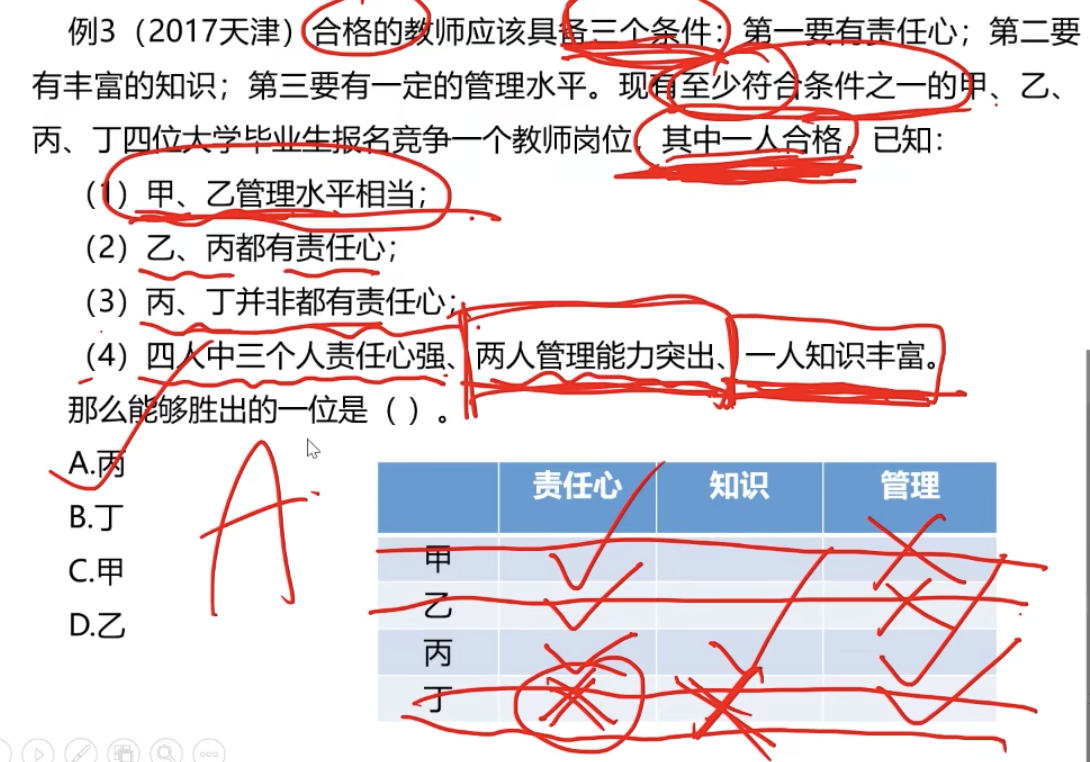 例3（2017天津）合格的教师应该具备三个条件：第一要有责任心；第二要
有丰富的知识；第三要有一定的管理水平。现有至少符合条件之一的甲、乙、
丙、丁四位大学毕业生报名竞争一个教师岗位，其中一人合格，已知：
（1）甲、乙管理水平相当；
（2）乙、丙都有责任心；
（3）丙、丁并非都有责任心；
（4）四人中三个人责任心强、两人管理能力突出、一人知识丰富。
那么能够胜出的一位是（ ）。
A.丙
B.丁
C.甲
D.乙
A
责任心 知识 管理
甲
乙
丙
丁